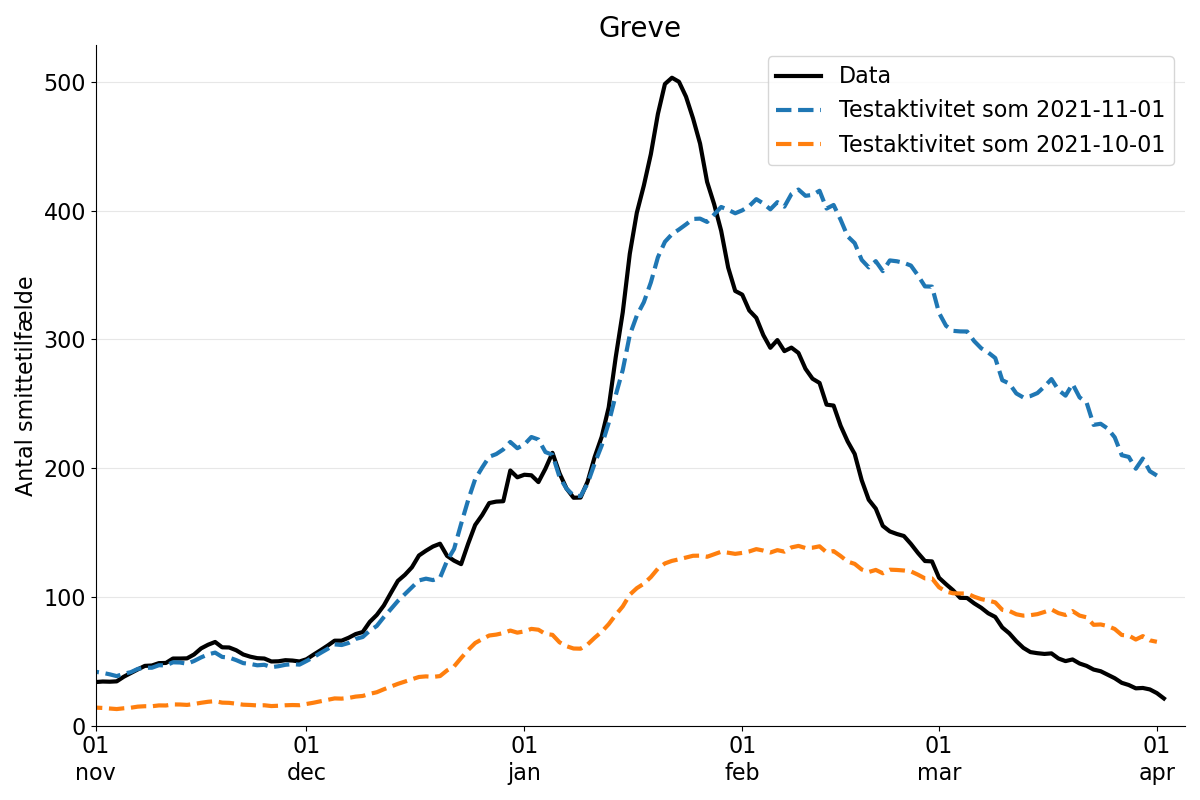 Greve
Data
Testaktivitet som 2021-11-01
Testaktivitet som 2021-10-01
Antal smittetilfælde
500
400
300
200
100
0
01 01 01 01 01 01
nov dec jan feb mar apr